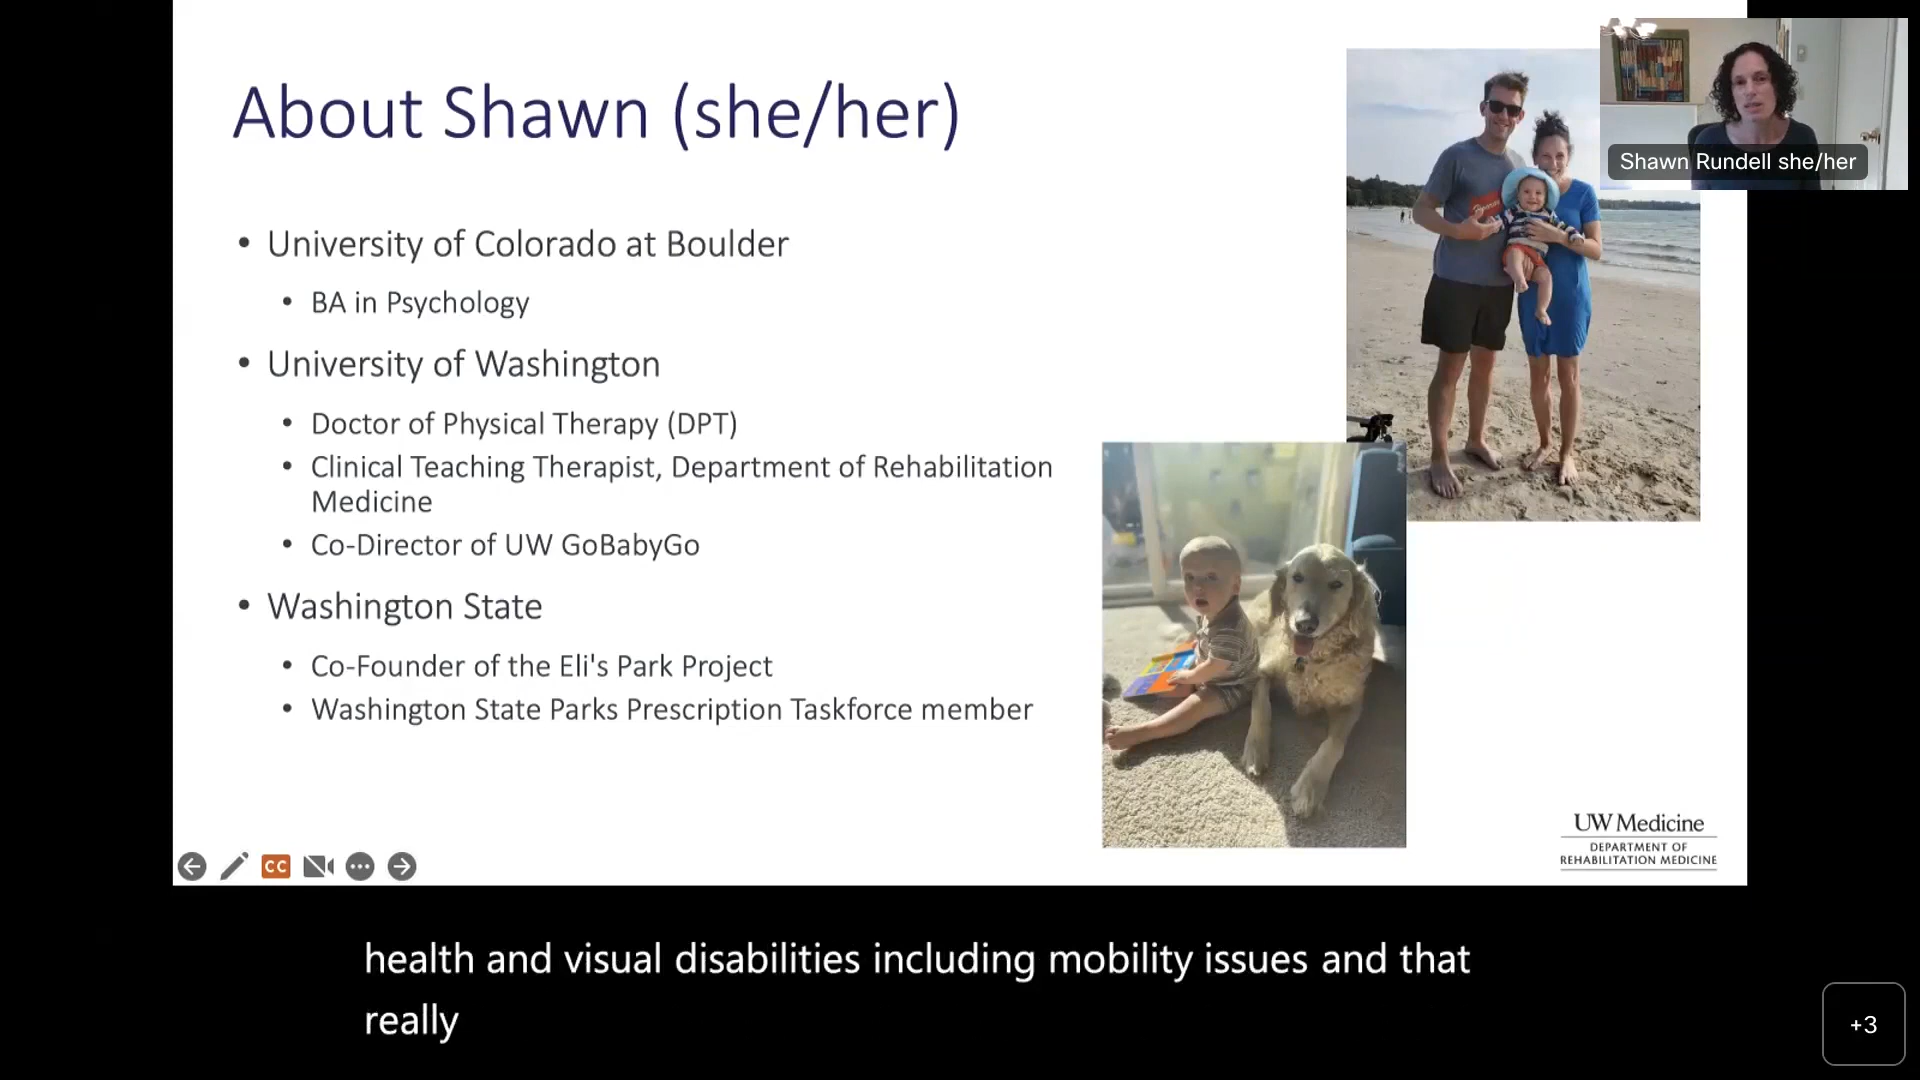 About Shawn (she/her)
Shawn Rundell she/her
• University of Colorado at Boulder
• BA in Psychology
• University of Washington
• Doctor of Physical Therapy (DPT)
• Clinical Teaching Therapist, Department of Rehabilitation
Medicine
• Co-Director of UW GoBabyGo
• Washington State
• Co-Founder of the Eli's Park Project
• Washington State Parks Prescription Taskforce member
UW Medicine
DEPARTMENT OF
REHABILITATION MEDICINE
CC
health and visual disabilities including mobility issues and that
really
+3